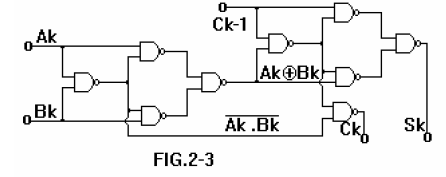 Ak
Ck-1
Ak⊕Bk
Bk
Ak .Bk
Ck
Sk
FIG.2-3